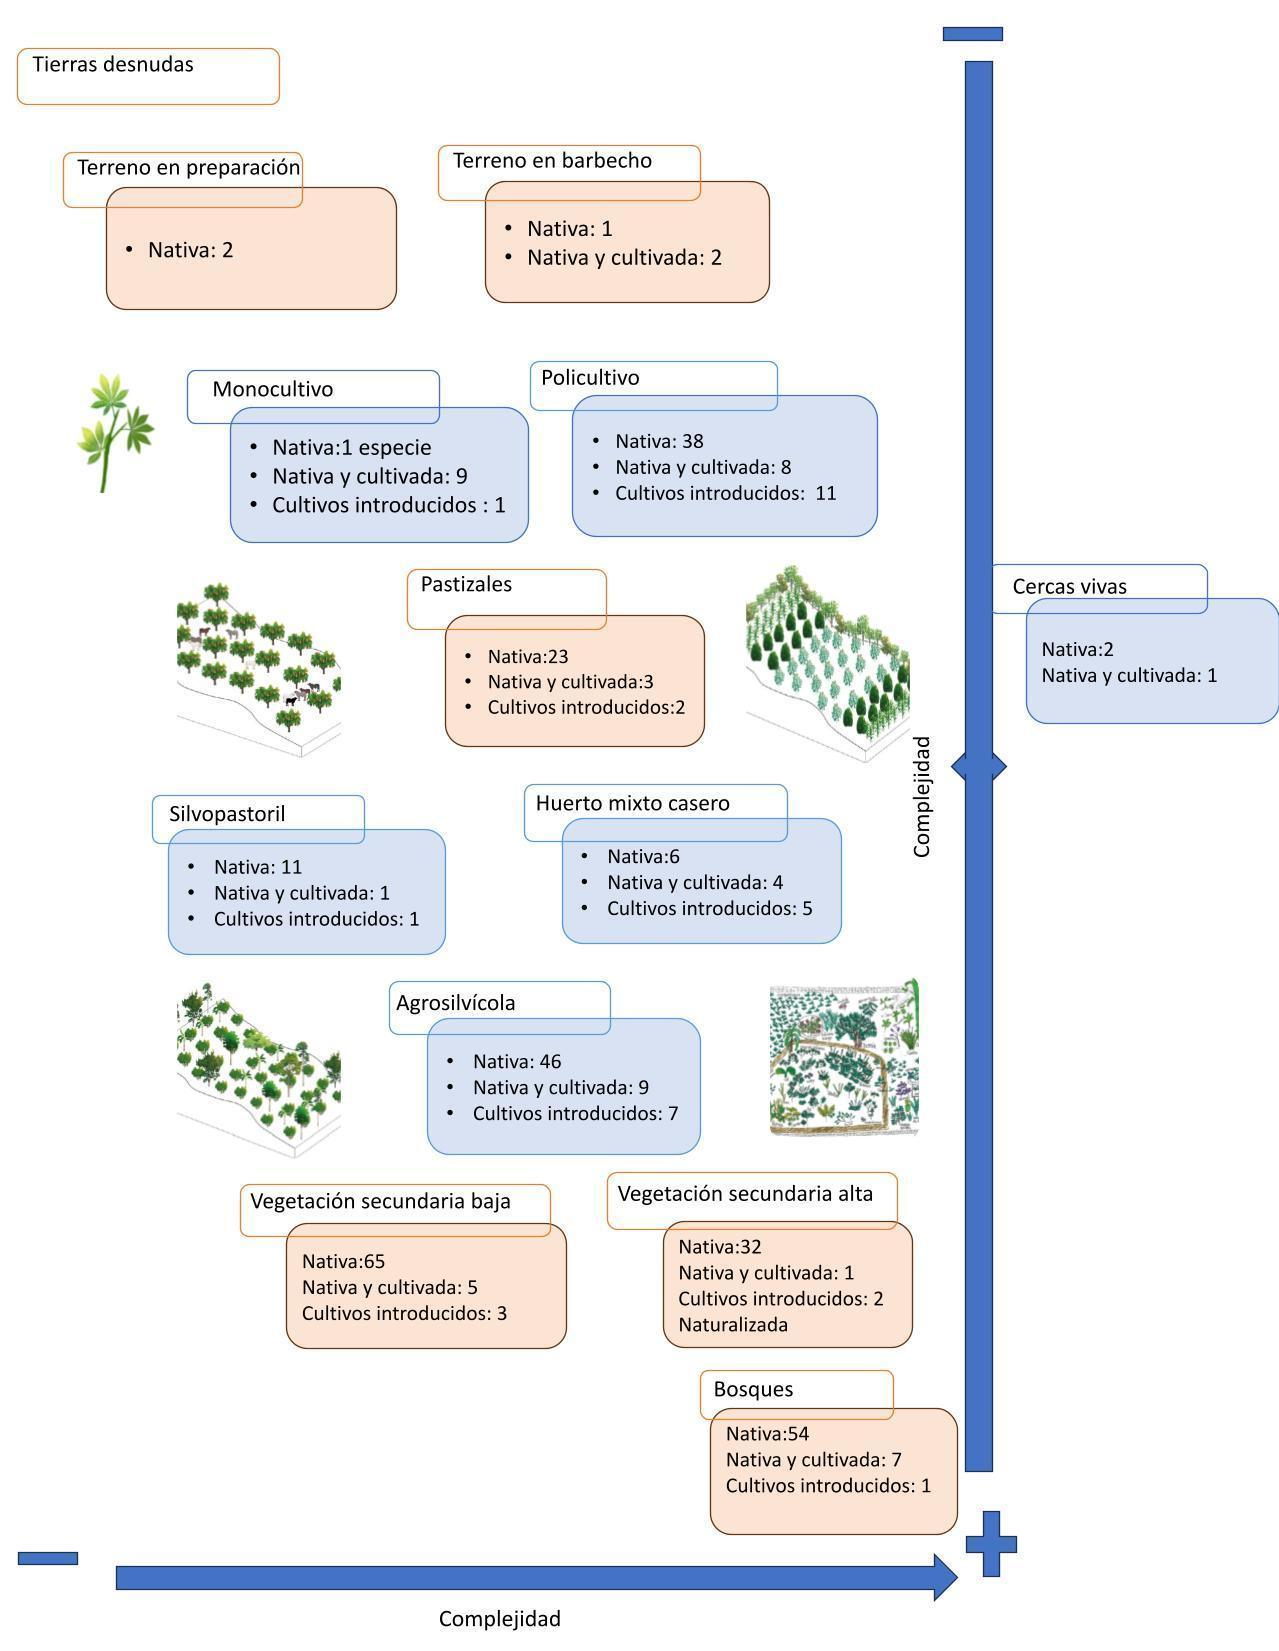 Tierras desnudas
Terreno en preparación
• Nativa: 2
Terreno en barbecho
• Nativa: 1
• Nativa y cultivada: 2
Monocultivo
• Nativa:1 especie
• Nativa y cultivada: 9
• Cultivos introducidos : 1
Policultivo
• Nativa: 38
• Nativa y cultivada: 8
• Cultivos introducidos:  11
Pastizales
• Nativa:23
• Nativa y cultivada:3
• Cultivos introducidos:2
Cercas vivas
Nativa:2
Nativa y cultivada: 1
Complejidad
Silvopastoril
• Nativa: 11
• Nativa y cultivada: 1
• Cultivos introducidos: 1
Huerto mixto casero
• Nativa:6
• Nativa y cultivada: 4
• Cultivos introducidos: 5
Agrosilvícola
• Nativa: 46
• Nativa y cultivada: 9
• Cultivos introducidos: 7
Vegetación secundaria baja
Nativa:65
Nativa y cultivada: 5
Cultivos introducidos: 3
Vegetación secundaria alta
Nativa:32
Nativa y cultivada: 1
Cultivos introducidos: 2
Naturalizada
Bosques
Nativa:54
Nativa y cultivada: 7
Cultivos introducidos: 1
Complejidad